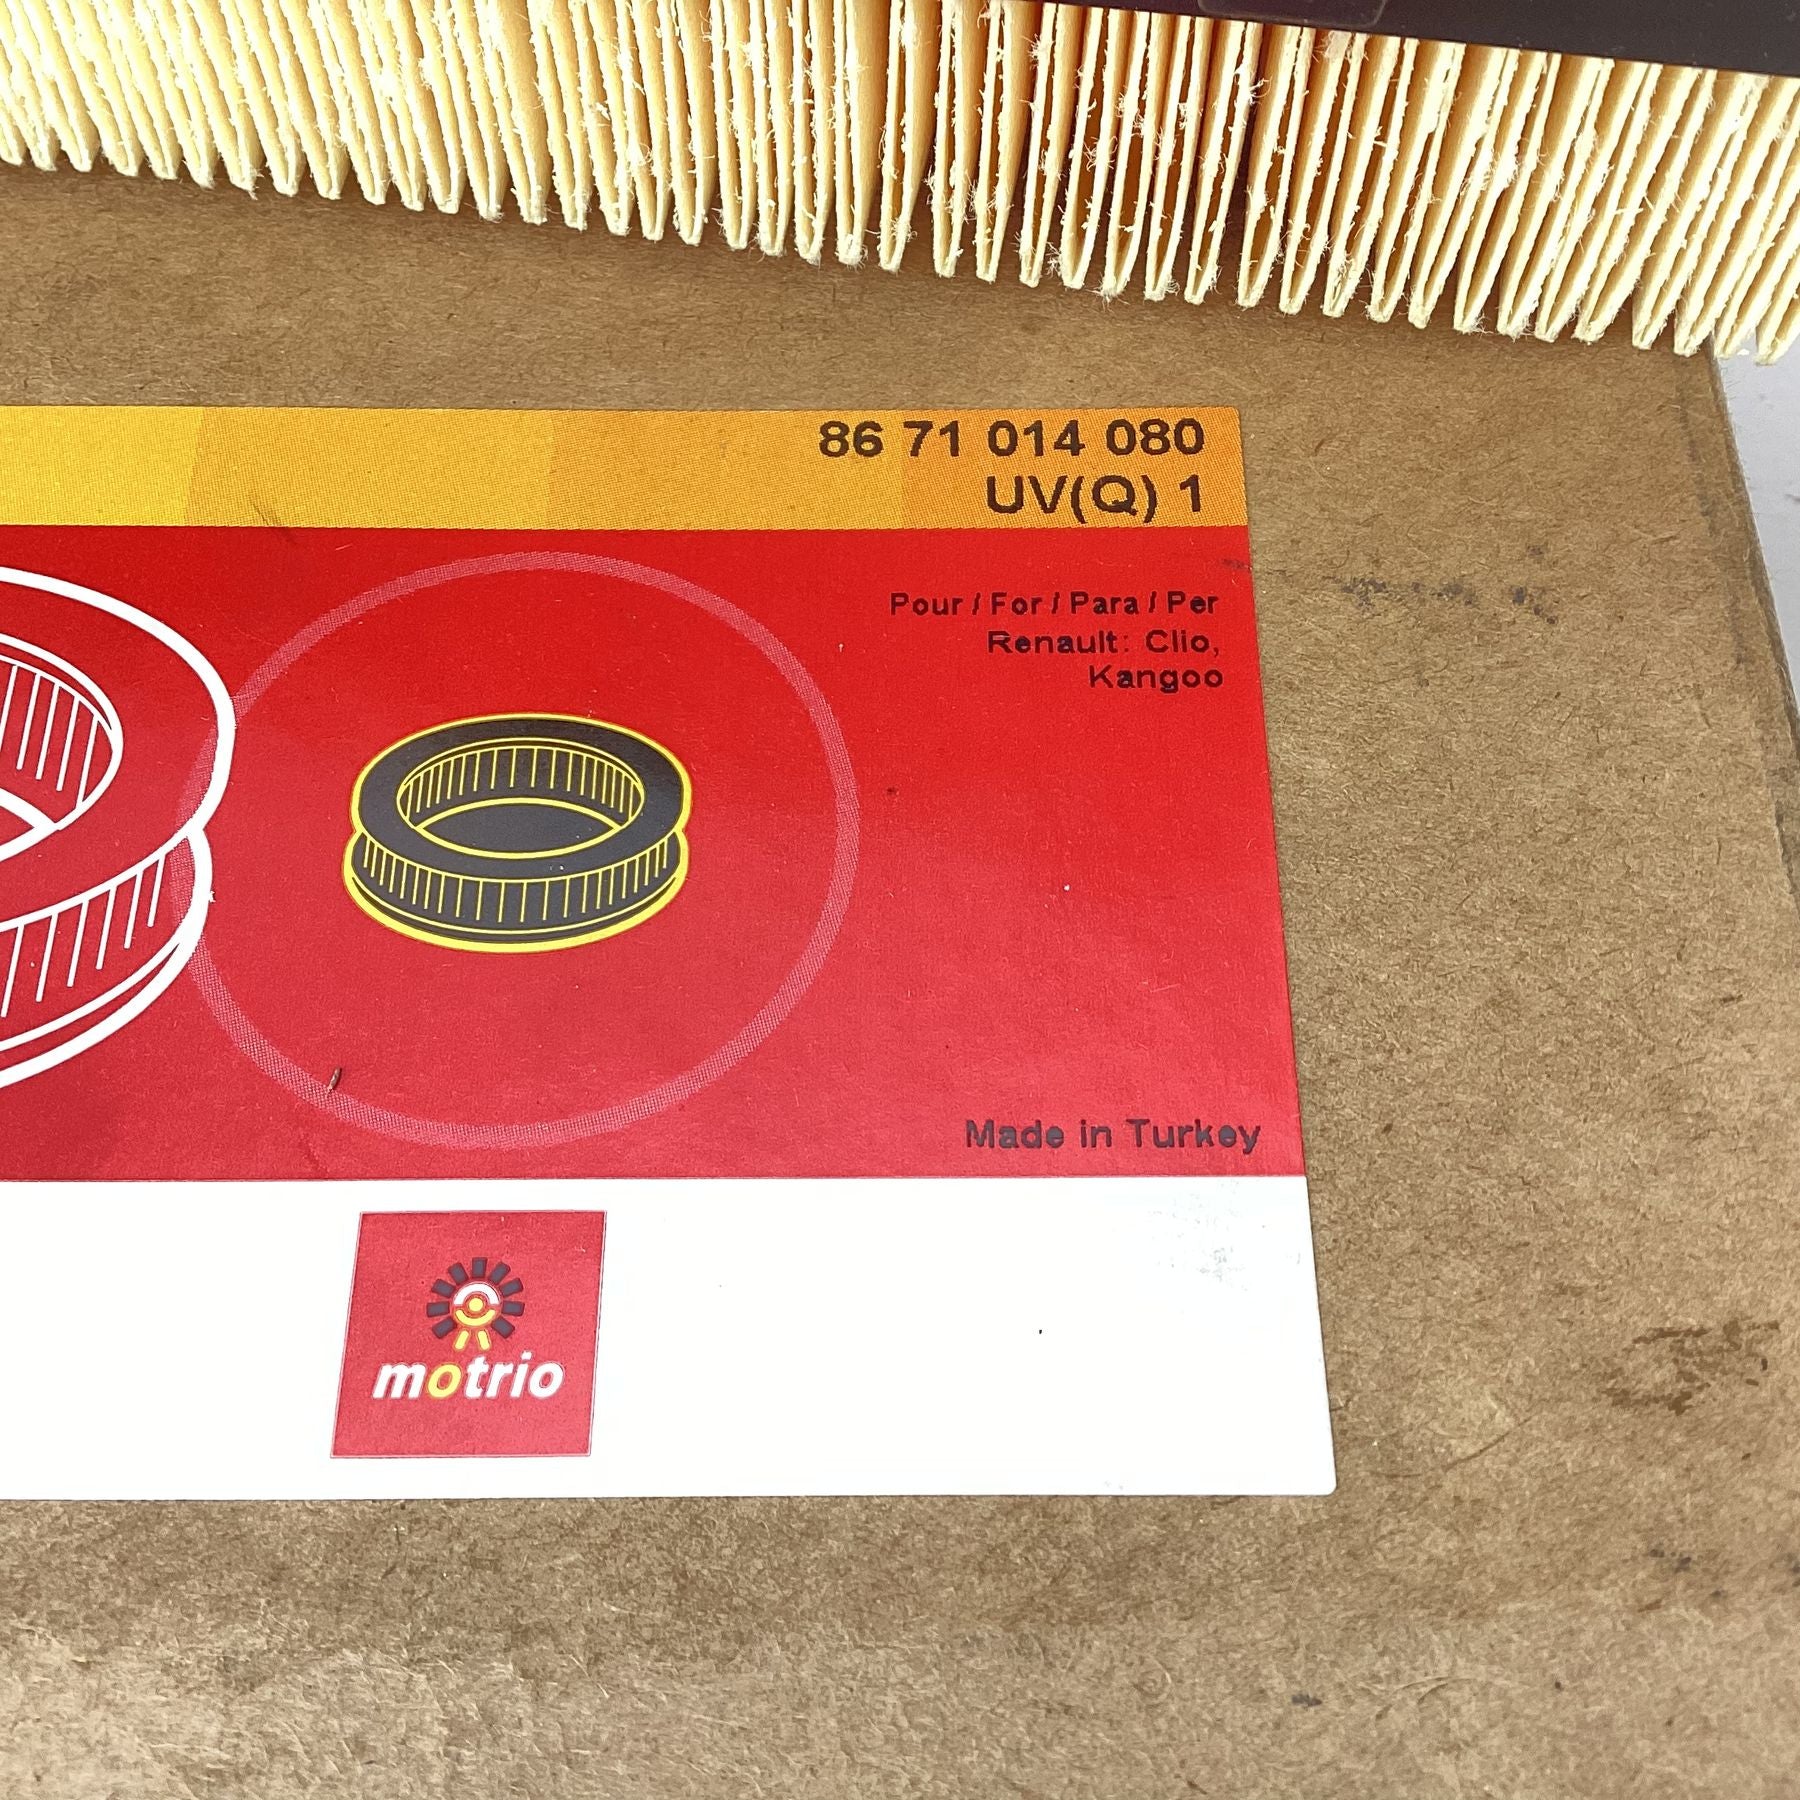 86 71 014 080
UV(Q) 1
Pour / For / Para / Per
Renault: Clio,
Kangoo
Made in Turkey
motrio